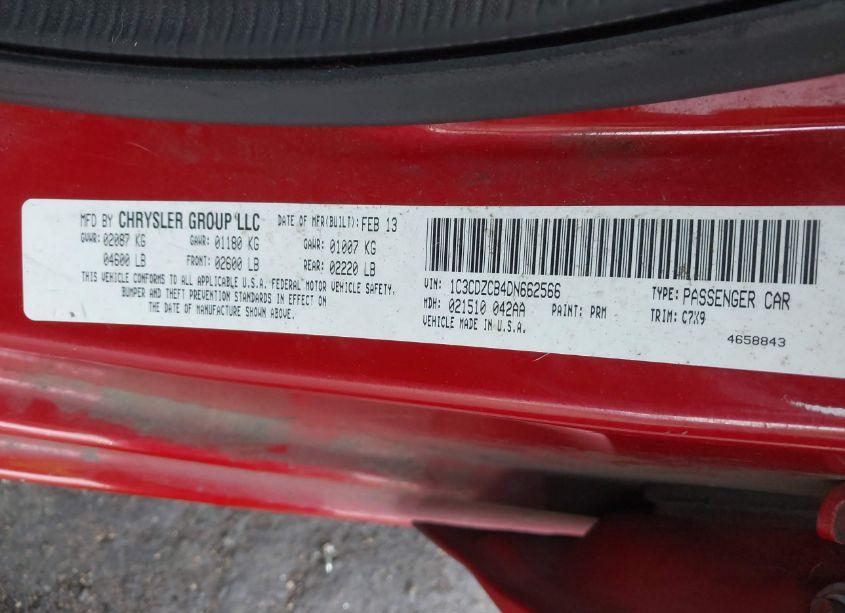 MFD BY CHRYSLER GROUP LLC DATE OF MFR(BUILT): FEB 13
GVWR: 02087 KG GAWR: 01180 KG GAWR: 01007 KG
04600 LB FRONT: 02600 LB REAR: 02220 LB
THIS VEHICLE CONFORMS TO ALL APPLICABLE U.S.A. FEDERAL MOTOR VEHICLE SAFETY,
BUMPER AND THEFT PREVENTION STANDARDS IN EFFECT ON
THE DATE OF MANUFACTURE SHOWN ABOVE.
VIN: 1C3CDZCB4DN662566 TYPE: PASSENGER CAR
MDH: 021510 042AA PAINT: PRM TRIM: C7X9
VEHICLE MADE IN U.S.A.
4658843